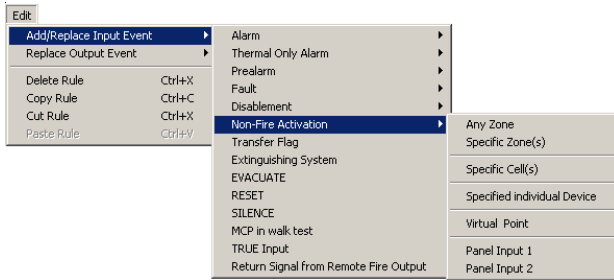 Edit
Add/Replace Input Event
Replace Output Event
Delete Rule Ctrl+X
Copy Rule Ctrl+C
Cut Rule Ctrl+X
Paste Rule Ctrl+V
Alarm
Thermal Only Alarm
Prealarm
Fault
Disablement
Non-Fire Activation
Transfer Flag
Extinguishing System
EVACUATE
RESET
SILENCE
MCP in walk test
TRUE Input
Return Signal from Remote Fire Output
Any Zone
Specific Zone(s)
Specific Cell(s)
Specified individual Device
Virtual Point
Panel Input 1
Panel Input 2